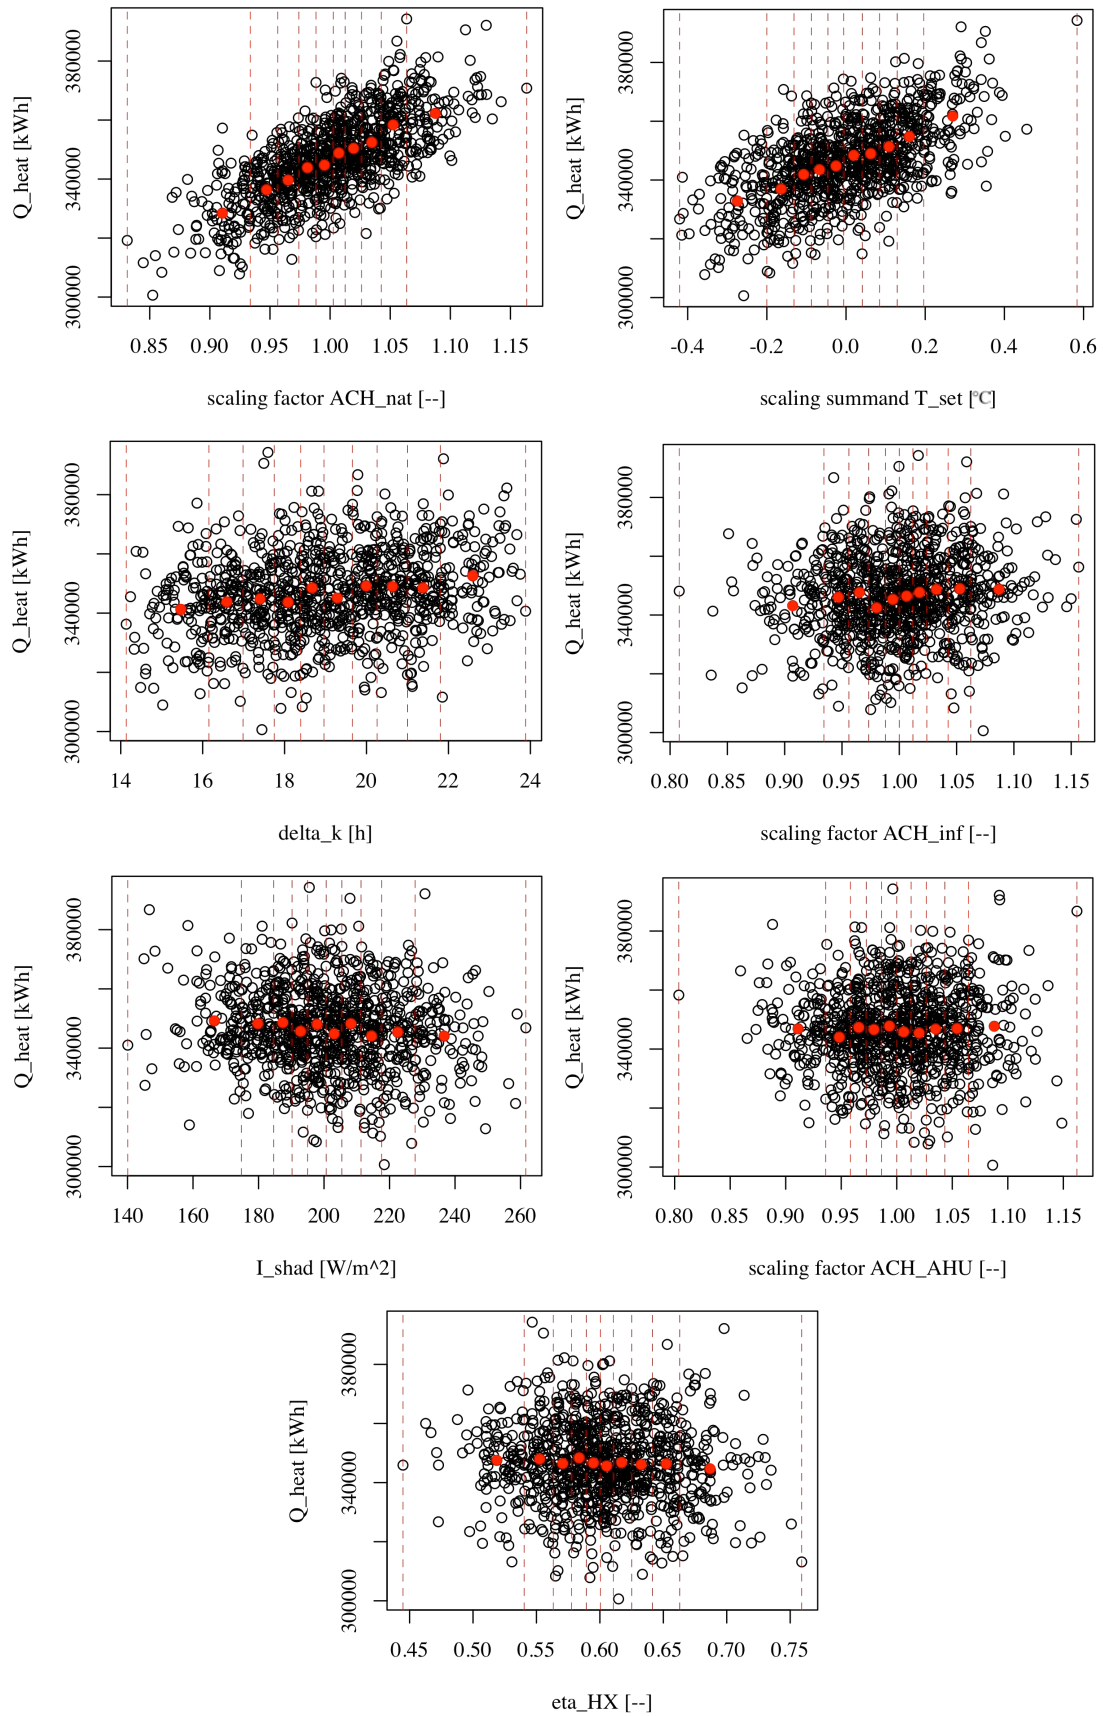 Q_heat [kWh]
380000
340000
300000
0.85 0.90 0.95 1.00 1.05 1.10 1.15
scaling factor ACH_nat [--]
Q_heat [kWh]
380000
340000
300000
-0.4 -0.2 0.0 0.2 0.4 0.6
scaling summand T_set [°C]
Q_heat [kWh]
380000
340000
300000
14 16 18 20 22 24
delta_k [h]
Q_heat [kWh]
380000
340000
300000
0.80 0.85 0.90 0.95 1.00 1.05 1.10 1.15
scaling factor ACH_inf [--]
Q_heat [kWh]
380000
340000
300000
140 160 180 200 220 240 260
I_shad [W/m^2]
Q_heat [kWh]
380000
340000
300000
0.80 0.85 0.90 0.95 1.00 1.05 1.10 1.15
scaling factor ACH_AHU [--]
Q_heat [kWh]
380000
340000
300000
0.45 0.50 0.55 0.60 0.65 0.70 0.75
eta_HX [--]